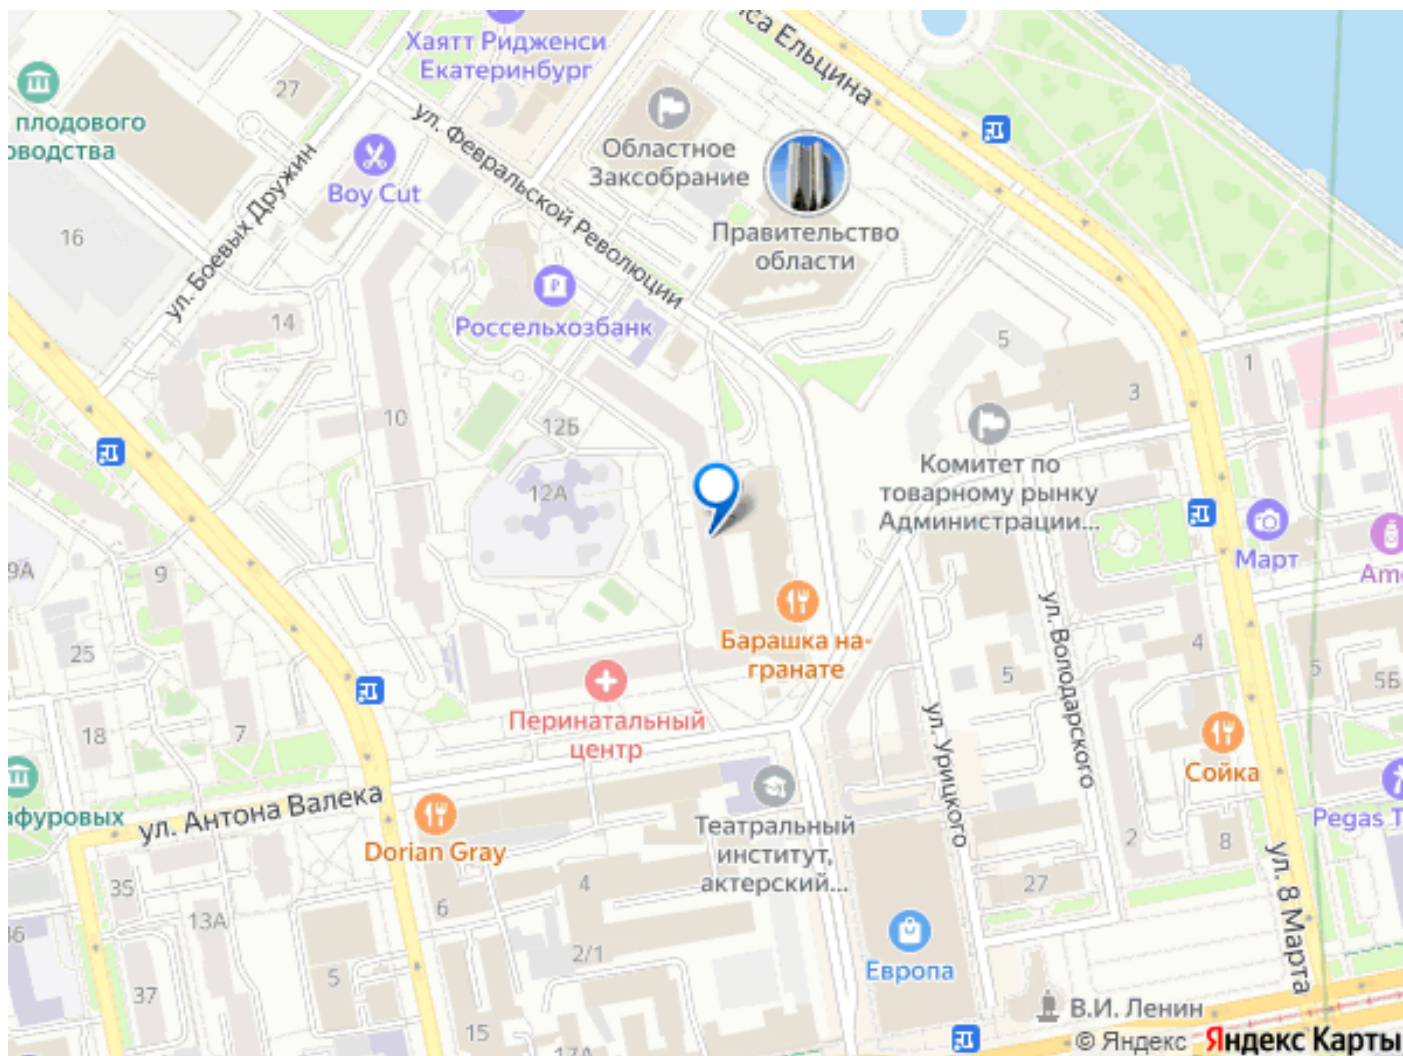 Хаятт Ридженси
Екатеринбург
са Ельцина
27
плодового
оводства
Boy Cut
ул. Февральской Революции
Областное
Заксобрание
Правительство
области
16
ул. Боевых Дружин
Россельхозбанк
14
5
1
3
10
12Б
12А
Комитет по
товарному рынку
Администрации...
Март
Am
9А
9
Барашка на-
гранате
ул. Володарского
4
25
5
5
5Б
Перинатальный
центр
18
7
ул. Урицкого
Сойка
афуровых
ул. Антона Валека
Dorian Gray
Театральный
институт,
актерский...
Pegas T
2
8
ул. 8 Марта
35
4
27
13А
6
36
2/1
Европа
5
37
В.И. Ленин
15
17А
© Яндекс Яндекс Карты